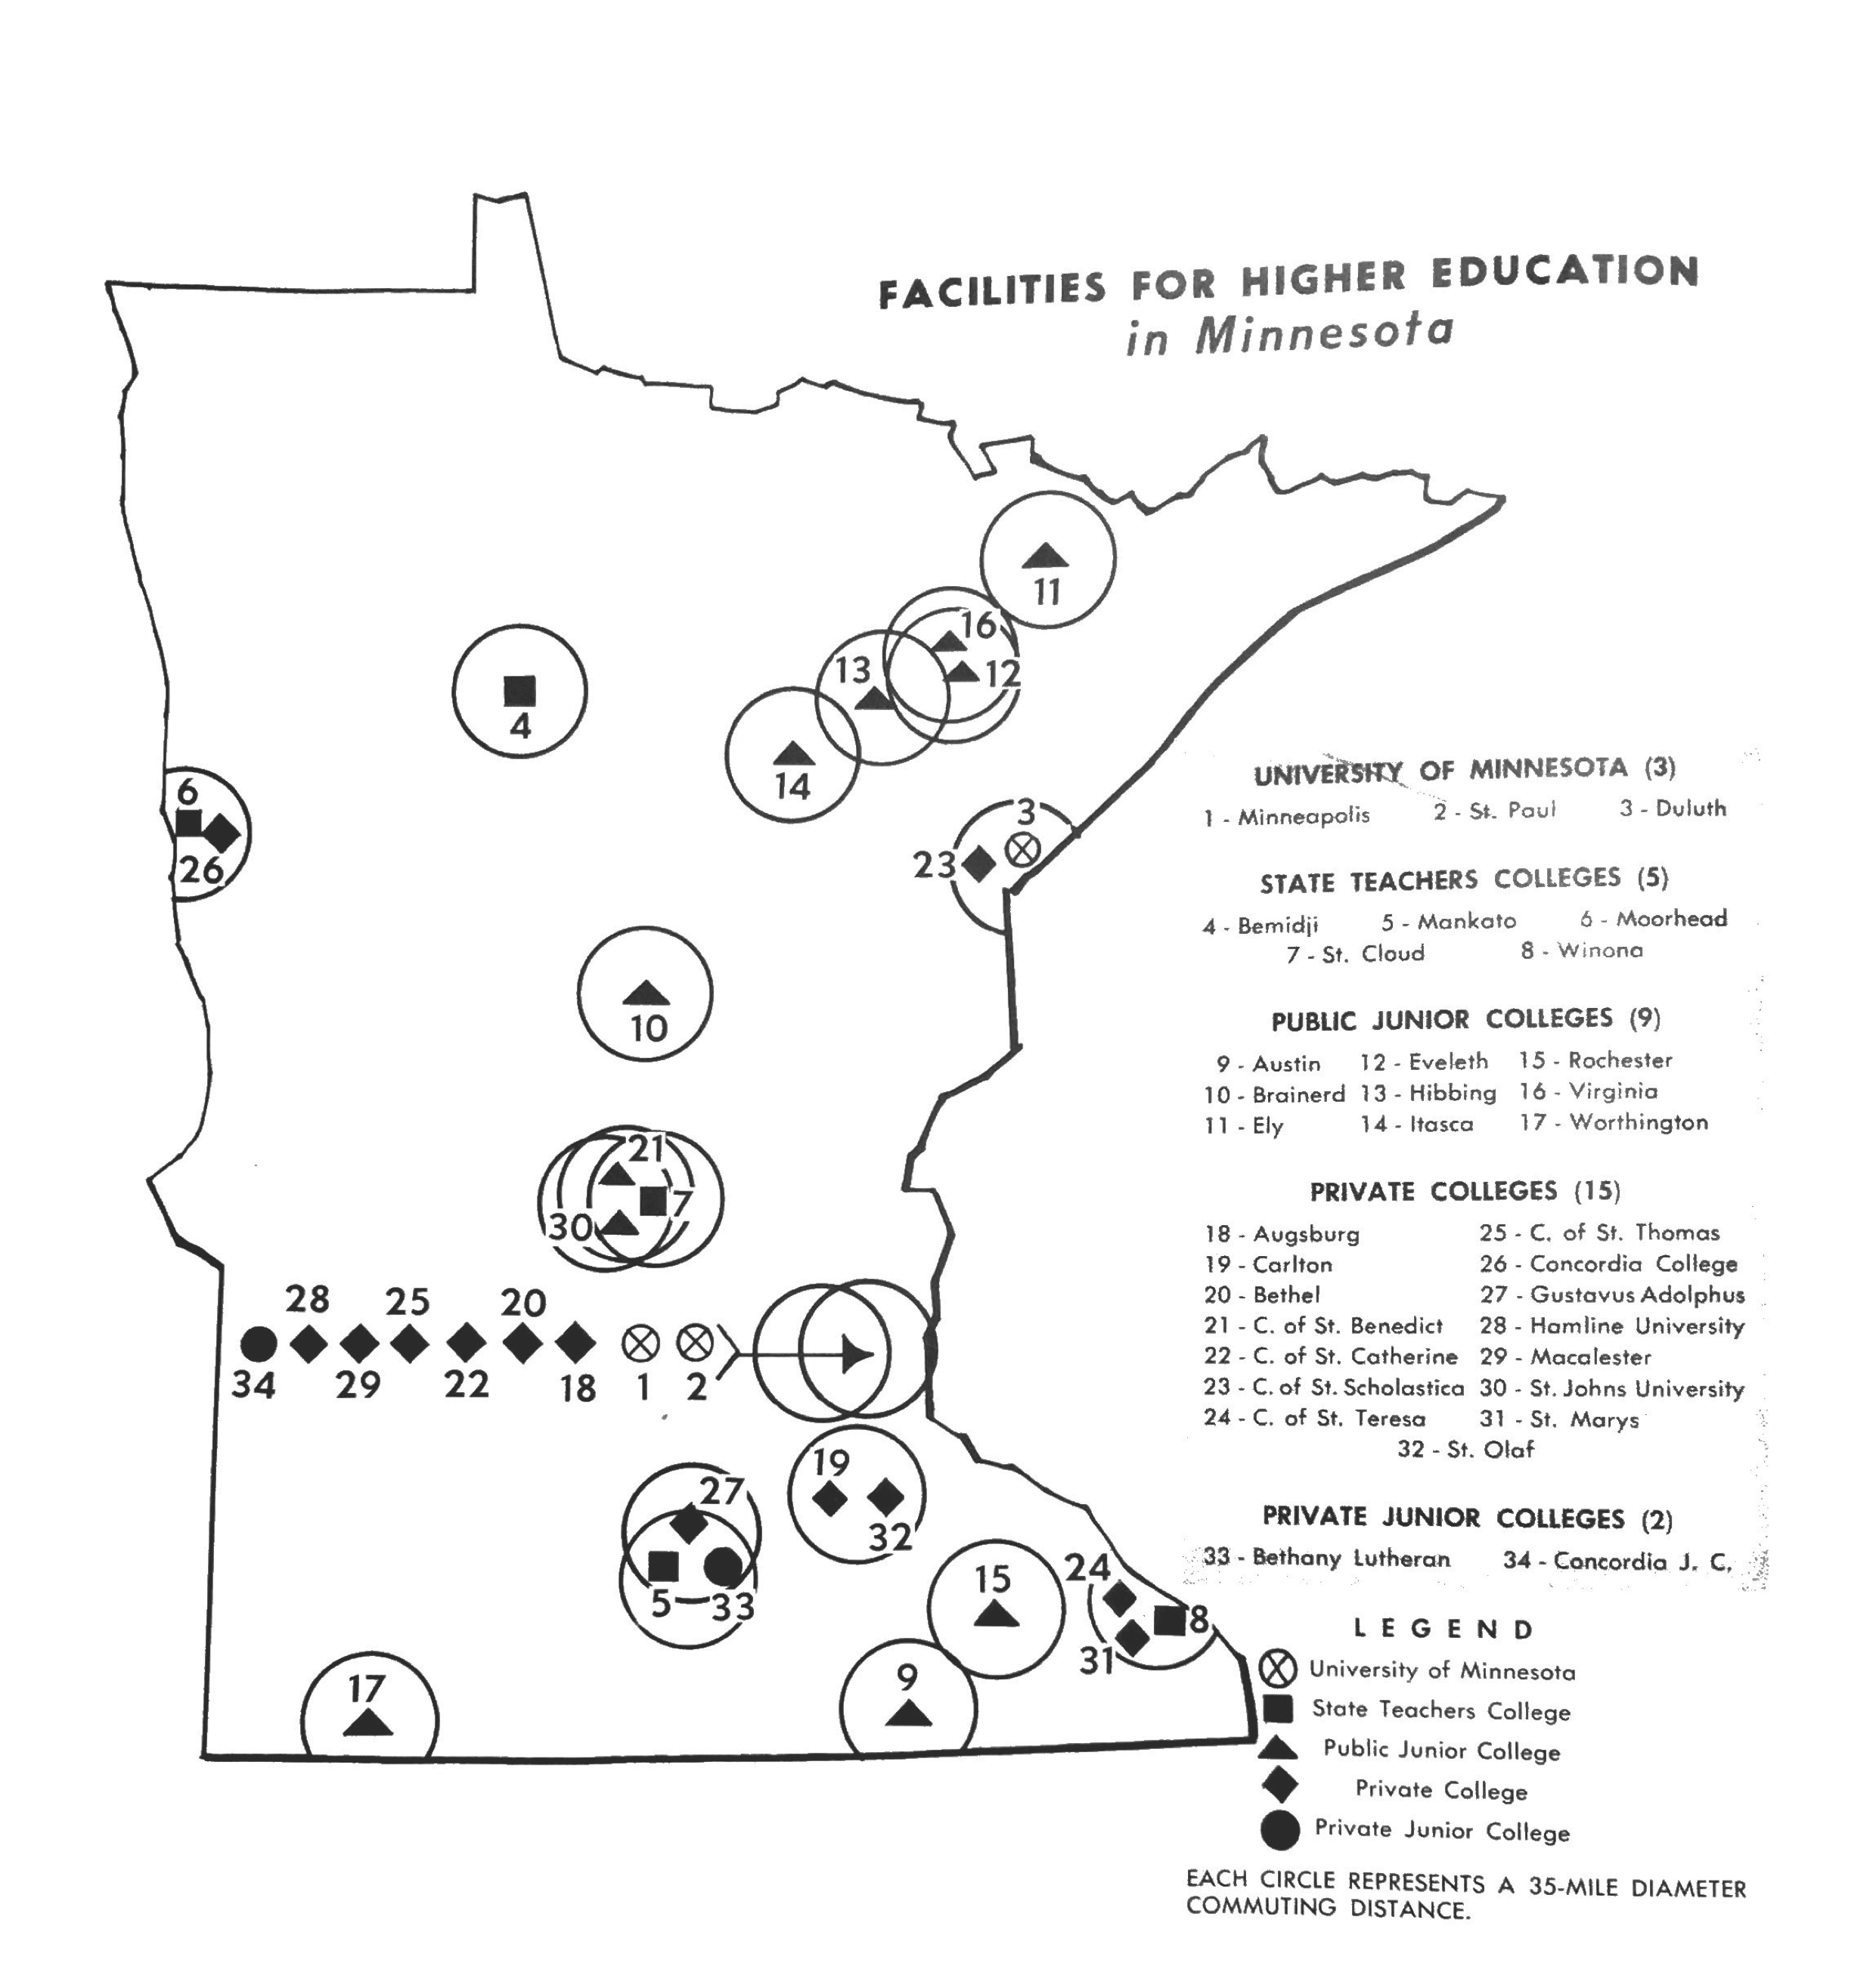 FACILITIES FOR HIGHER EDUCATION
in Minnesota
11
16
13
12
4
14
6
26
3
23
10
21
7
30
28 25 20
34 29 22 18 1 2
27
19
32
5 33
15
24
8
31
17
9
UNIVERSITY OF MINNESOTA (3)
1 - Minneapolis 2 - St. Paul 3 - Duluth
STATE TEACHERS COLLEGES (5)
4 - Bemidji 5 - Mankato 6 - Moorhead
7 - St. Cloud 8 - Winona
PUBLIC JUNIOR COLLEGES (9)
9 - Austin 12 - Eveleth 15 - Rochester
10 - Brainerd 13 - Hibbing 16 - Virginia
11 - Ely 14 - Itasca 17 - Worthington
PRIVATE COLLEGES (15)
18 - Augsburg 25 - C. of St. Thomas
19 - Carlton 26 - Concordia College
20 - Bethel 27 - Gustavus Adolphus
21 - C. of St. Benedict 28 - Hamline University
22 - C. of St. Catherine 29 - Macalester
23 - C. of St. Scholastica 30 - St. Johns University
24 - C. of St. Teresa 31 - St. Marys
32 - St. Olaf
PRIVATE JUNIOR COLLEGES (2)
33 - Bethany Lutheran 34 - Concordia J. C.
LEGEND
University of Minnesota
State Teachers College
Public Junior College
Private College
Private Junior College
EACH CIRCLE REPRESENTS A 35-MILE DIAMETER
COMMUTING DISTANCE.